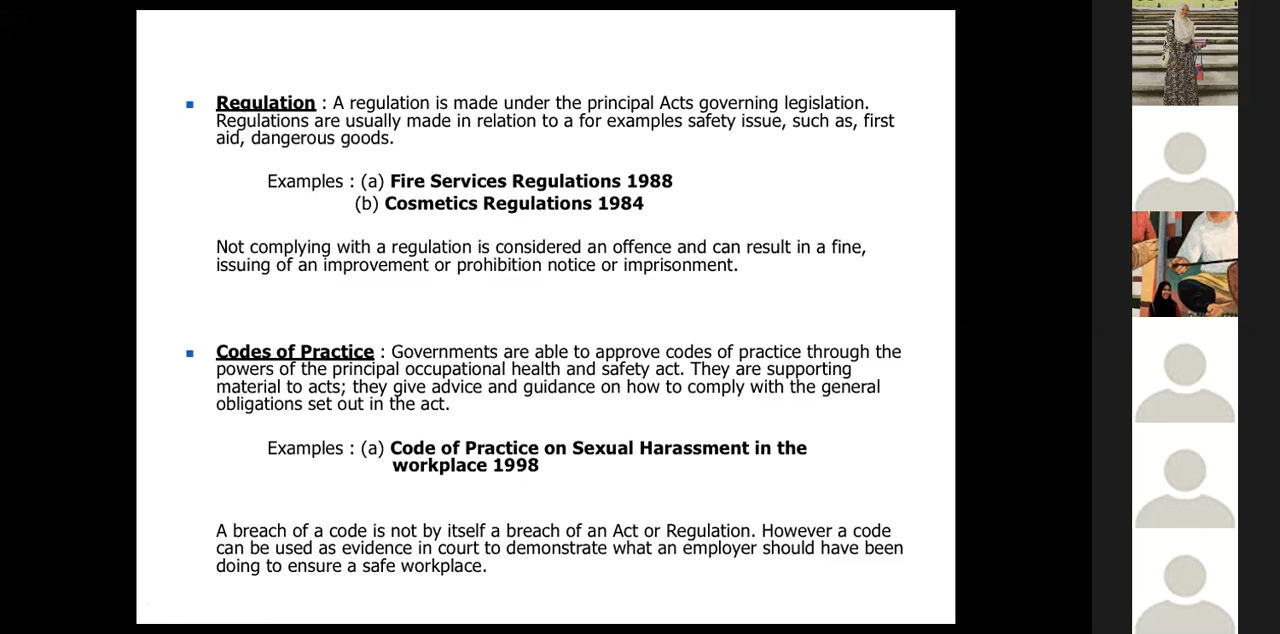 Regulation : A regulation is made under the principal Acts governing legislation.
Regulations are usually made in relation to a for examples safety issue, such as, first
aid, dangerous goods.
Examples : (a) Fire Services Regulations 1988
(b) Cosmetics Regulations 1984
Not complying with a regulation is considered an offence and can result in a fine,
issuing of an improvement or prohibition notice or imprisonment.
Codes of Practice : Governments are able to approve codes of practice through the
powers of the principal occupational health and safety act. They are supporting
material to acts; they give advice and guidance on how to comply with the general
obligations set out in the act.
Examples : (a) Code of Practice on Sexual Harassment in the
workplace 1998
A breach of a code is not by itself a breach of an Act or Regulation. However a code
can be used as evidence in court to demonstrate what an employer should have been
doing to ensure a safe workplace.